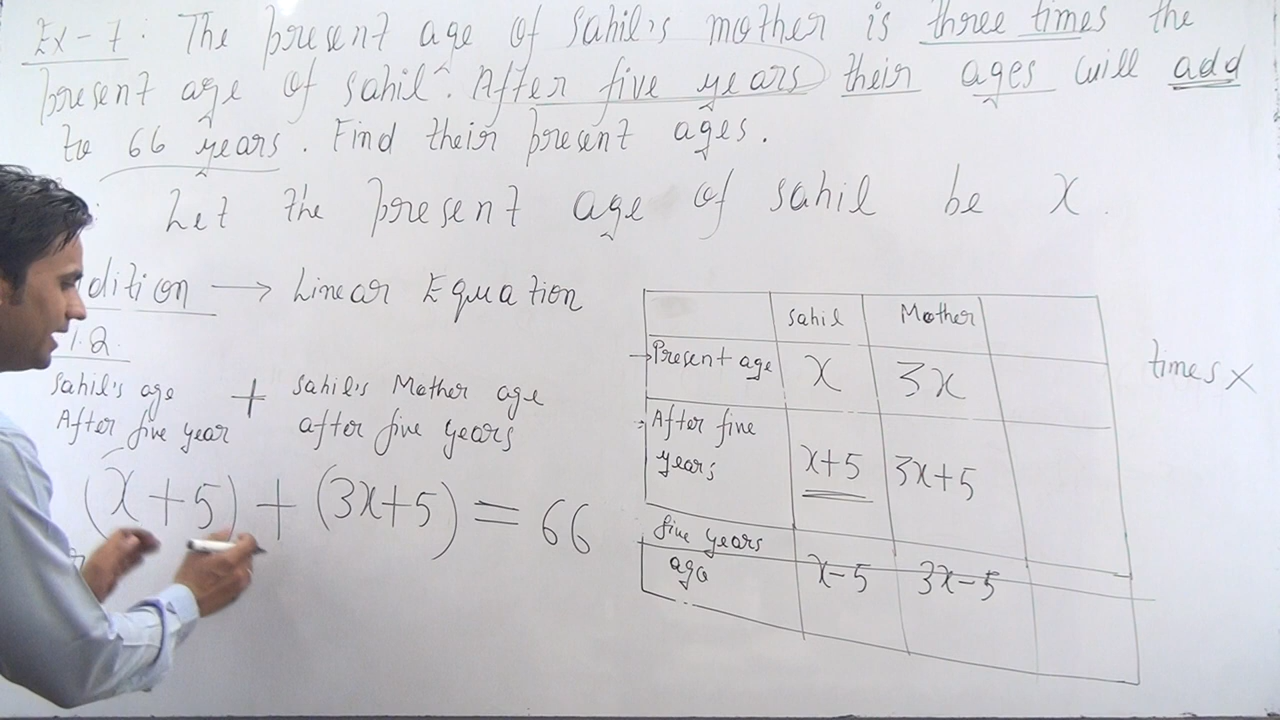 Ex-7: The present age of Sahil's mother is three times the
present age of Sahil. After five years their ages will add
to 66 years. Find their present ages.
: Let the present age of Sahil be x.
dition → Linear Equation
1.2.
Sahil's age + Sahil's Mother age
After five year after five years
(x+5) + (3x+5) = 66
Sahil Mother
Present age x 3x
times x
After five
years x+5 3x+5
five years
ago x-5 3x-5